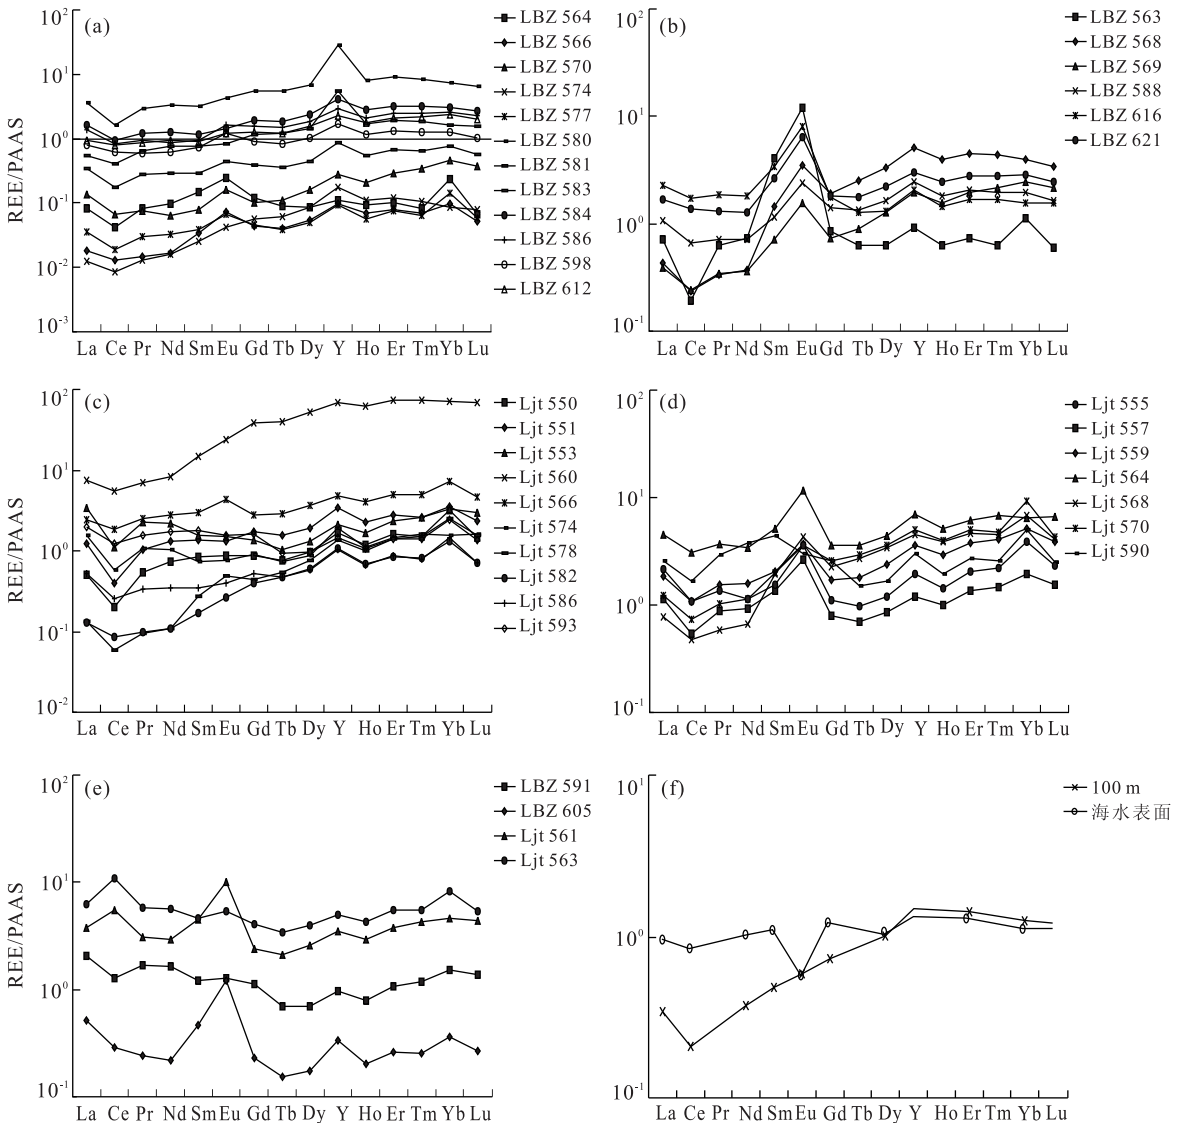 (a)
REE/PAAS
10²
10¹
10⁰
10⁻¹
10⁻²
10⁻³
La Ce Pr Nd Sm Eu Gd Tb Dy Y Ho Er Tm Yb Lu
LBZ 564
LBZ 566
LBZ 570
LBZ 574
LBZ 577
LBZ 580
LBZ 581
LBZ 583
LBZ 584
LBZ 586
LBZ 598
LBZ 612
(b)
10²
10¹
10⁰
10⁻¹
La Ce Pr Nd Sm Eu Gd Tb Dy Y Ho Er Tm Yb Lu
LBZ 563
LBZ 568
LBZ 569
LBZ 588
LBZ 616
LBZ 621
(c)
REE/PAAS
10²
10¹
10⁰
10⁻¹
10⁻²
La Ce Pr Nd Sm Eu Gd Tb Dy Y Ho Er Tm Yb Lu
Ljt 550
Ljt 551
Ljt 553
Ljt 560
Ljt 566
Ljt 574
Ljt 578
Ljt 582
Ljt 586
Ljt 593
(d)
10²
10¹
10⁰
10⁻¹
La Ce Pr Nd Sm Eu Gd Tb Dy Y Ho Er Tm Yb Lu
Ljt 555
Ljt 557
Ljt 559
Ljt 564
Ljt 568
Ljt 570
Ljt 590
(e)
REE/PAAS
10²
10¹
10⁰
10⁻¹
La Ce Pr Nd Sm Eu Gd Tb Dy Y Ho Er Tm Yb Lu
LBZ 591
LBZ 605
Ljt 561
Ljt 563
(f)
10¹
10⁰
10⁻¹
La Ce Pr Nd Sm Eu Gd Tb Dy Y Ho Er Tm Yb Lu
100 m
海水表面